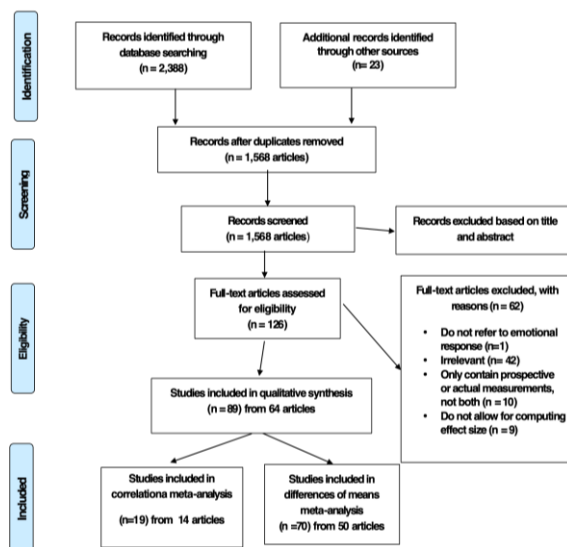 Identification
Records identified through
database searching
(n = 2,388)
Additional records identified
through other sources
(n= 23)
Screening
Records after duplicates removed
(n = 1,568 articles)
Records screened
(n = 1,568 articles)
Records excluded based on title
and abstract
Eligibility
Full-text articles assessed
for eligibility
(n = 126)
Full-text articles excluded, with
reasons (n = 62)
• Do not refer to emotional
response (n=1)
• Irrelevant (n= 42)
• Only contain prospective
or actual measurements,
not both (n = 10)
• Do not allow for computing
effect size (n = 9)
Studies included in qualitative synthesis
(n = 89) from 64 articles
Included
Studies included in
correlationa meta-analysis
(n=19) from 14 articles
Studies included in
differences of means
meta-analysis
(n =70) from 50 articles